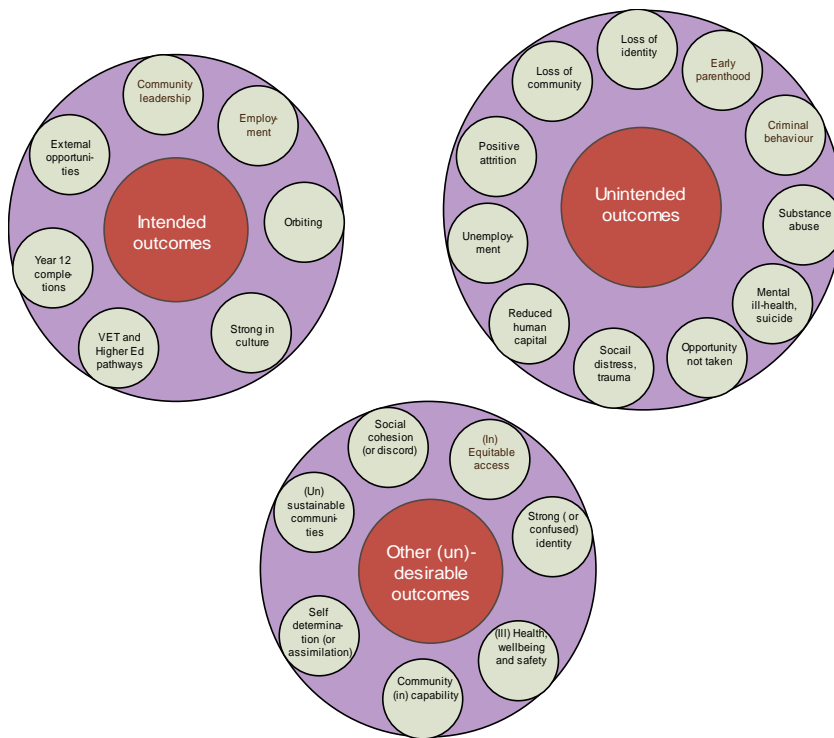 Community
leadership
Employ-
ment
Orbiting
Strong in
culture
VET and
Higher Ed
pathways
Year 12
comple-
tions
External
opportuni-
ties
Intended
outcomes
Loss of
identity
Early
parenthood
Criminal
behaviour
Substance
abuse
Mental
ill-health,
suicide
Opportunity
not taken
Socail
distress,
trauma
Reduced
human
capital
Unemploy-
ment
Positive
attrition
Loss of
community
Unintended
outcomes
Social
cohesion
(or discord)
(In)
Equitable
access
Strong ( or
confused)
identity
(Ill) Health,
wellbeing
and safety
Community
(in) capability
Self
determina-
tion (or
assimilation)
(Un)
sustainable
communi-
ties
Other (un)-
desirable
outcomes